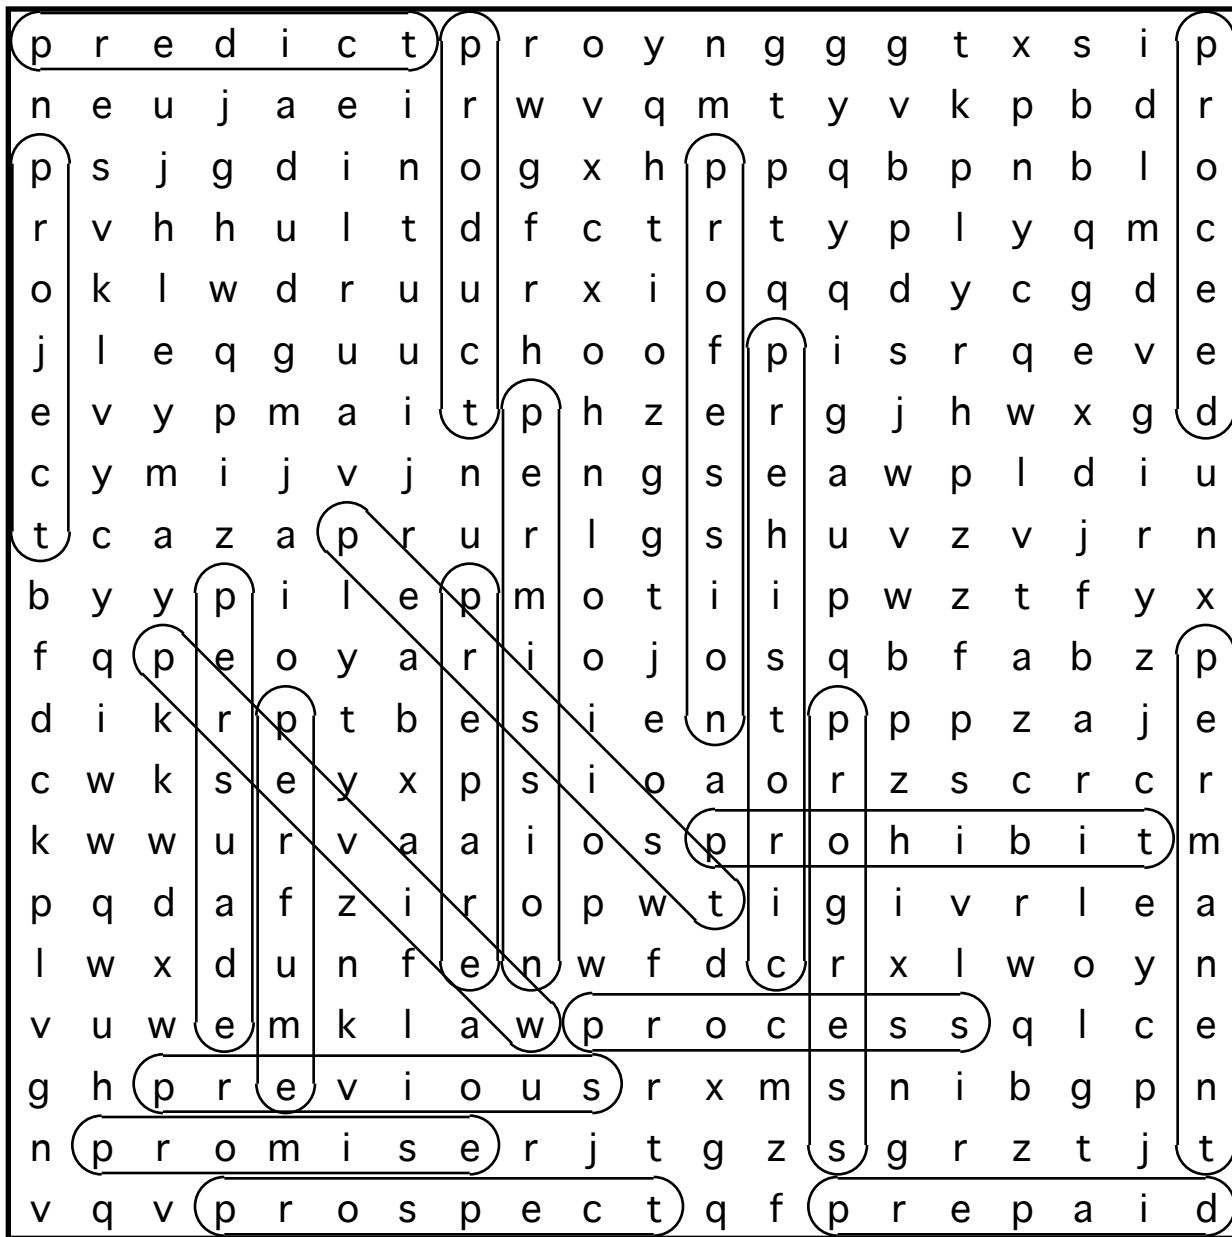 p r e d i c t p r o y n g g g t x s i p
n e u j a e i r w v q m t y v k p b d r
p s j g d i n o g x h p p q b p n b l o
r v h h u l t d f c t r t y p l y q m c
o k l w d r u u r x i o q q d y c g d e
j l e q g u u c h o o f p i s r q e v e
e v y p m a i t p h z e r g j h w x g d
c y m i j v j n e n g s e a w p l d i u
t c a z a p r u r l g s h u v z v j r n
b y y p i l e p m o t i i p w z t f y x
f q p e o y a r i o j o s q b f a b z p
d i k r p t b e s i e n t p p p z a j e
c w k s e y x p s i o a o r z s c r c r
k w w u r v a a i o s p r o h i b i t m
p q d a f z i r o p w t i g i v r l e a
l w x d u n f e n w f d c r x l w o y n
v u w e m k l a w p r o c e s s q l c e
g h p r e v i o u s r x m s n i b g p n
n p r o m i s e r j t g z s g r z t j t
v q v p r o s p e c t q f p r e p a i d